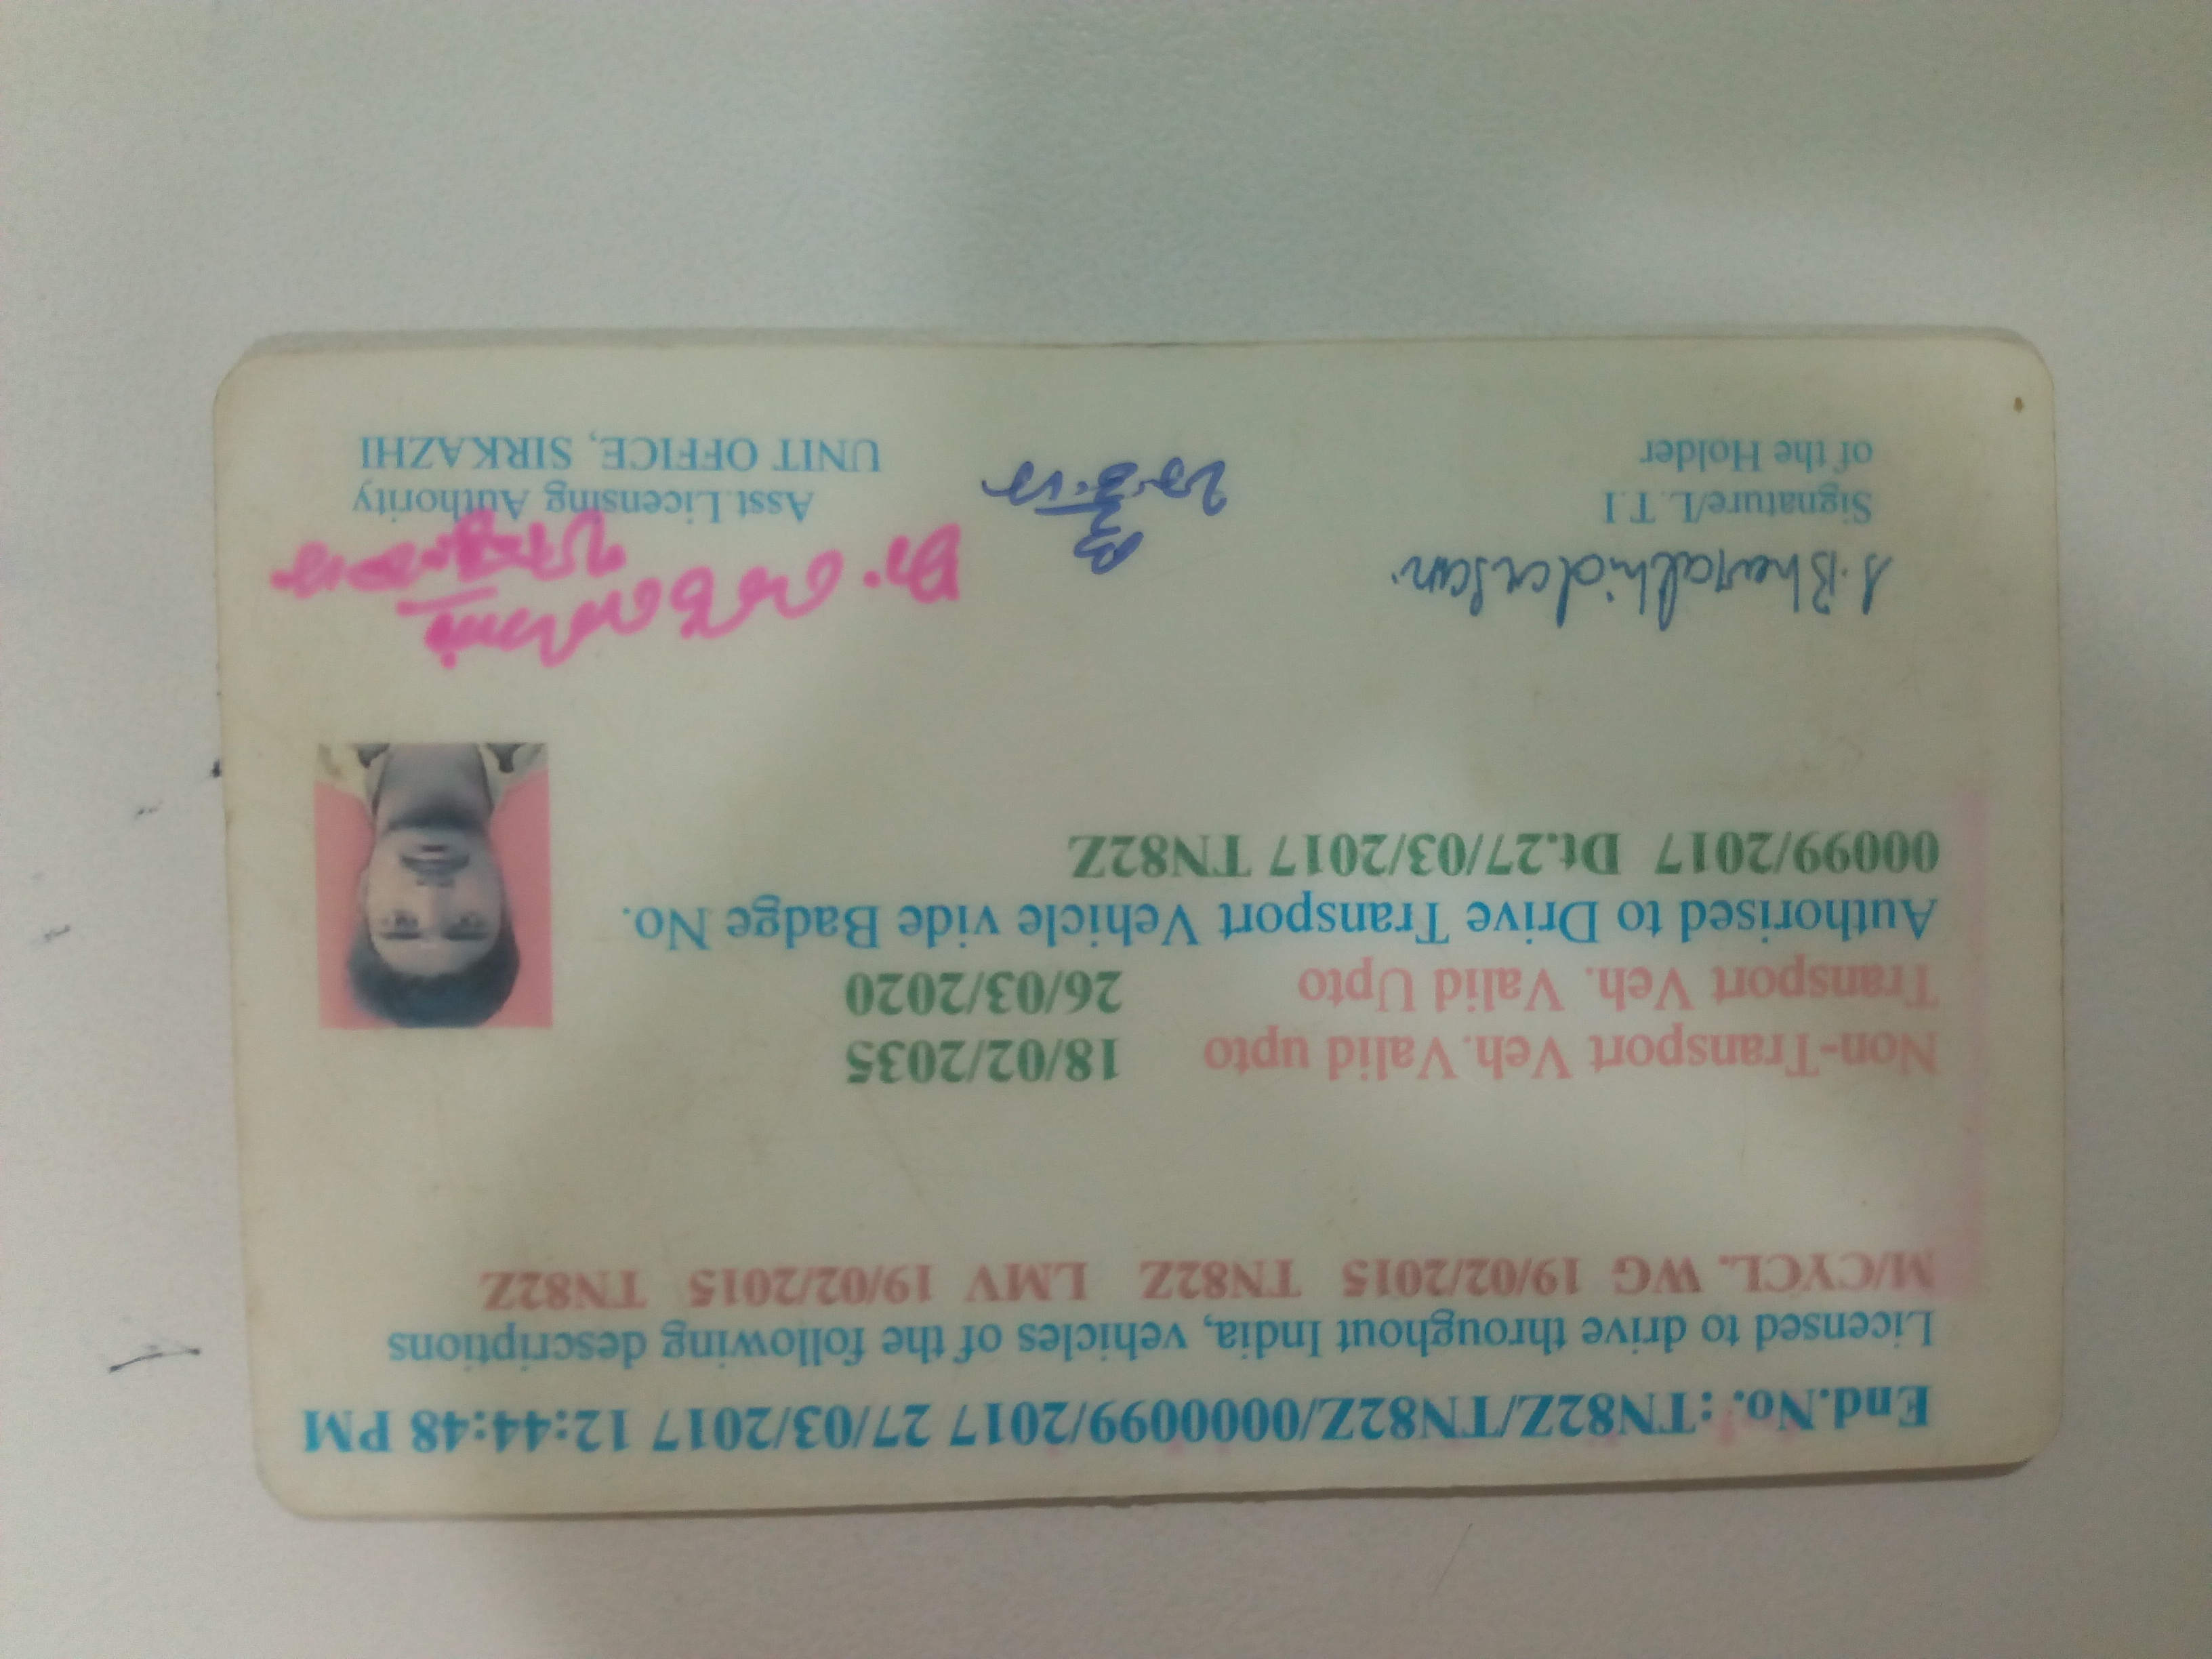 End.No. :TN82Z/TN82Z/0000099/2017 27/03/2017 12:44:48 PM
Licensed to drive throughout India, vehicles of the following descriptions
M/CYCL. WG 19/02/2015 TN82Z LMV 19/02/2015 TN82Z
Non-Transport Veh.Valid upto 18/02/2035
Transport Veh. Valid Upto 26/03/2020
Authorised to Drive Transport Vehicle vide Badge No.
00099/2017 Dt.27/03/2017 TN82Z
Signature/L.T.I
of the Holder
Asst.Licensing Authority
UNIT OFFICE, SIRKAZHI